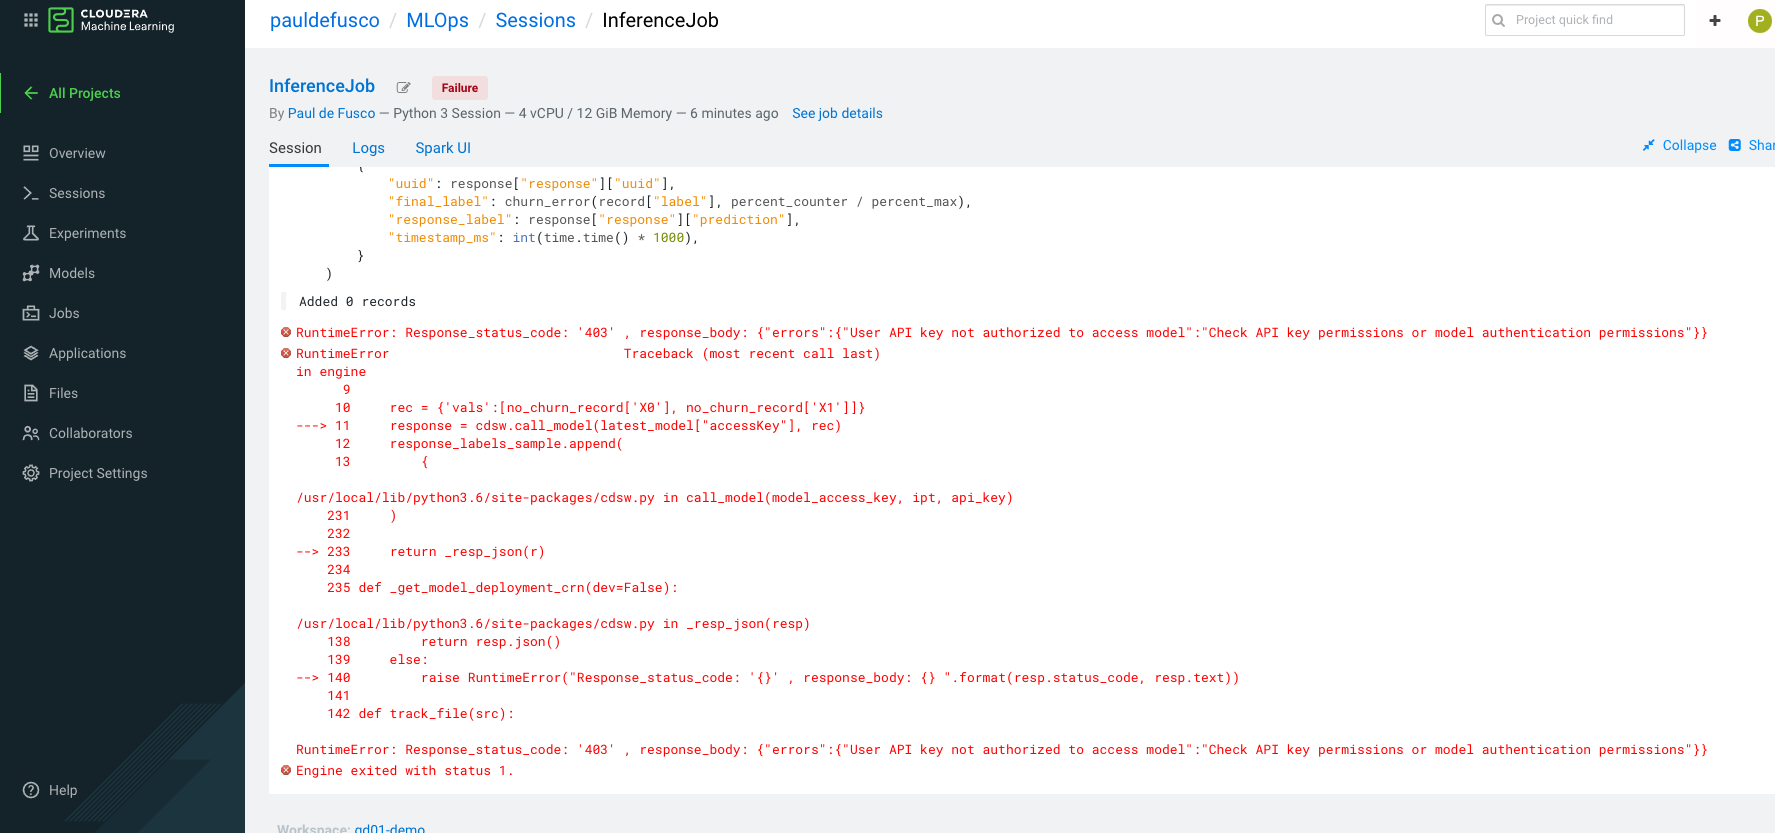 CLOUDERA
Machine Learning
All Projects
Overview
Sessions
Experiments
Models
Jobs
Applications
Files
Collaborators
Project Settings
Help
pauldefusco / MLOps / Sessions / InferenceJob
Project quick find
P
InferenceJob Failure
By Paul de Fusco — Python 3 Session — 4 vCPU / 12 GiB Memory — 6 minutes ago See job details
Session Logs Spark UI
Collapse Shar
{
"uuid": response["response"]["uuid"],
"final_label": churn_error(record["label"], percent_counter / percent_max),
"response_label": response["response"]["prediction"],
"timestamp_ms": int(time.time() * 1000),
}
)
Added 0 records
RuntimeError: Response_status_code: '403' , response_body: {"errors":{"User API key not authorized to access model":"Check API key permissions or model authentication permissions"}}
RuntimeError Traceback (most recent call last)
in engine
9
10 rec = {'vals':[no_churn_record['X0'], no_churn_record['X1']]}
---> 11 response = cdsw.call_model(latest_model["accessKey"], rec)
12 response_labels_sample.append(
13 {
/usr/local/lib/python3.6/site-packages/cdsw.py in call_model(model_access_key, ipt, api_key)
231 )
232
--> 233 return _resp_json(r)
234
235 def _get_model_deployment_crn(dev=False):
/usr/local/lib/python3.6/site-packages/cdsw.py in _resp_json(resp)
138 return resp.json()
139 else:
--> 140 raise RuntimeError("Response_status_code: '{}' , response_body: {} ".format(resp.status_code, resp.text))
141
142 def track_file(src):
RuntimeError: Response_status_code: '403' , response_body: {"errors":{"User API key not authorized to access model":"Check API key permissions or model authentication permissions"}}
Engine exited with status 1.
Workspace: gd01-demo